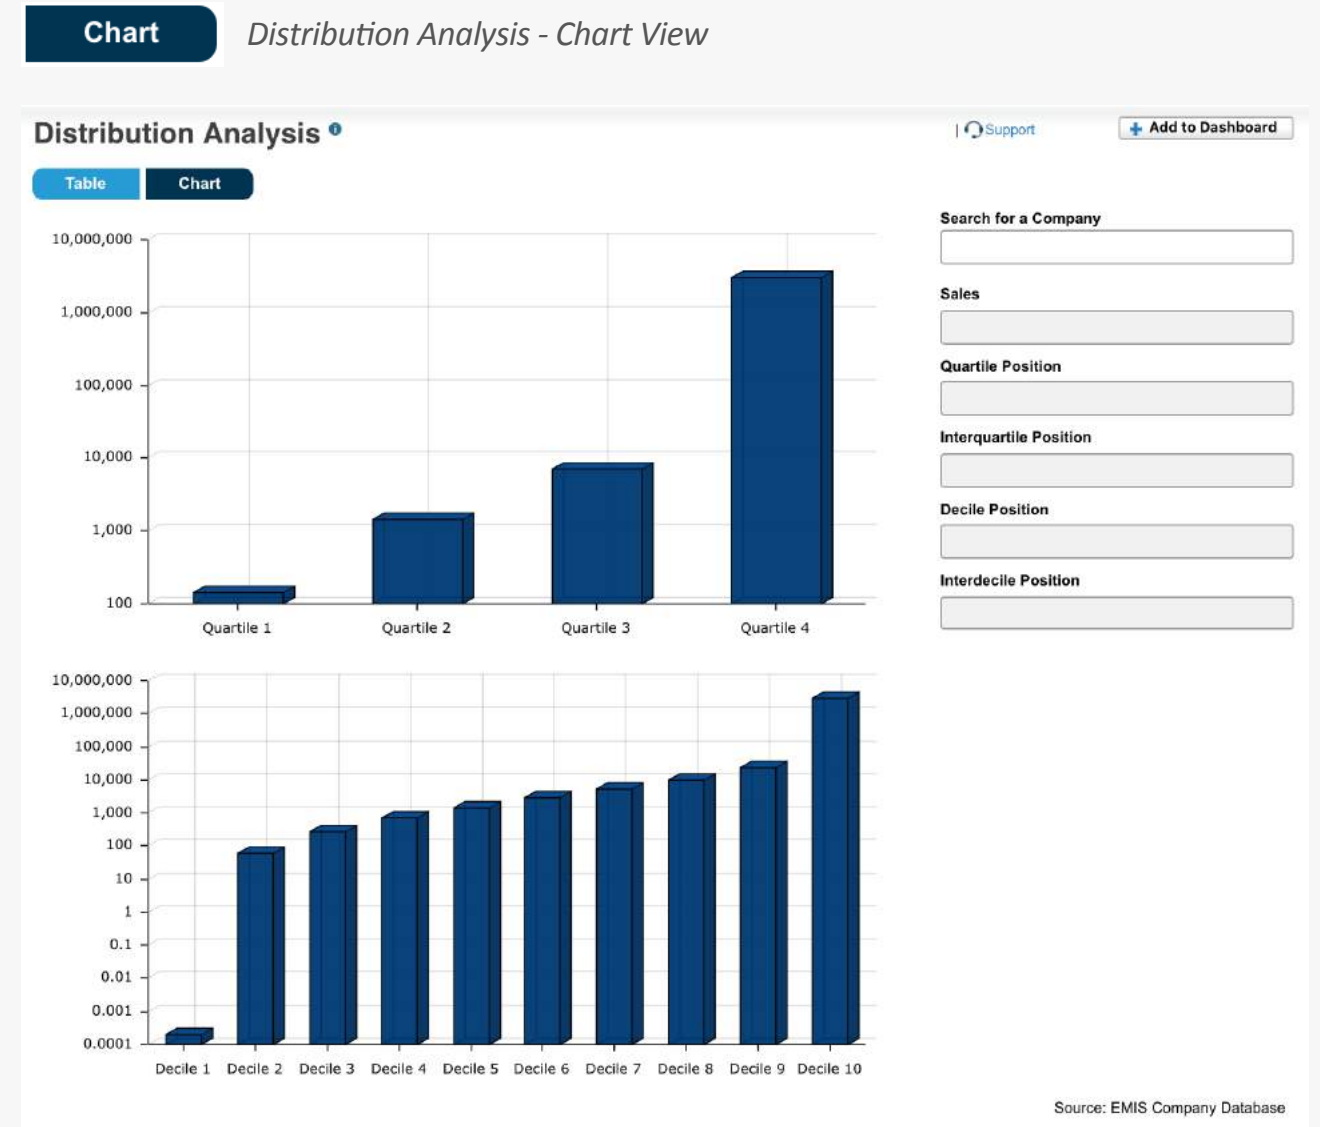 Chart
Distribution Analysis - Chart View
Distribution Analysis
| Support
+ Add to Dashboard
Table
Chart
10,000,000
1,000,000
100,000
10,000
1,000
100
Quartile 1
Quartile 2
Quartile 3
Quartile 4
Search for a Company
Sales
Quartile Position
Interquartile Position
Decile Position
Interdecile Position
10,000,000
1,000,000
100,000
10,000
1,000
100
10
1
0.1
0.01
0.001
0.0001
Decile 1
Decile 2
Decile 3
Decile 4
Decile 5
Decile 6
Decile 7
Decile 8
Decile 9
Decile 10
Source: EMIS Company Database